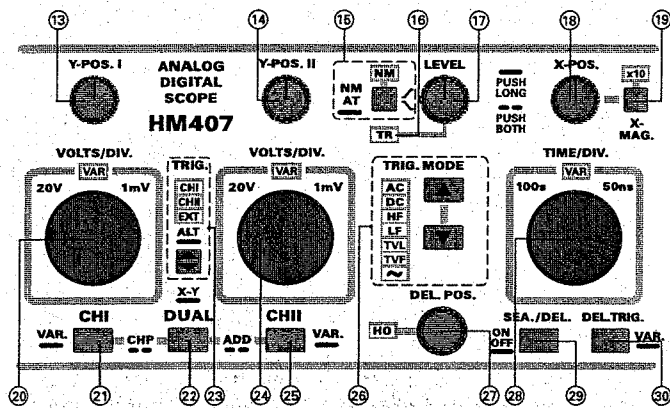 13 14 15 16 17 18 19
Y-POS. I
ANALOG
DIGITAL
SCOPE
HM407
Y-POS. II
NM
AT
NM
TR
LEVEL
PUSH
LONG
PUSH
BOTH
X-POS.
x10
X-
MAG.
VOLTS/DIV.
VAR
20V 1mV
TRIG.
CHI
CHII
EXT
ALT
X-Y
VOLTS/DIV.
VAR
20V 1mV
TRIG. MODE
AC
DC
HF
LF
TVL
TVF
~
TIME/DIV.
VAR
100s 50ns
CHI
VAR.
CHP
DUAL
ADD
CHII
VAR.
DEL. POS.
HO
ON
OFF
SEA./DEL.
DEL.TRIG.
VAR.
20 21 22 23 24 25 26 27 28 29 30